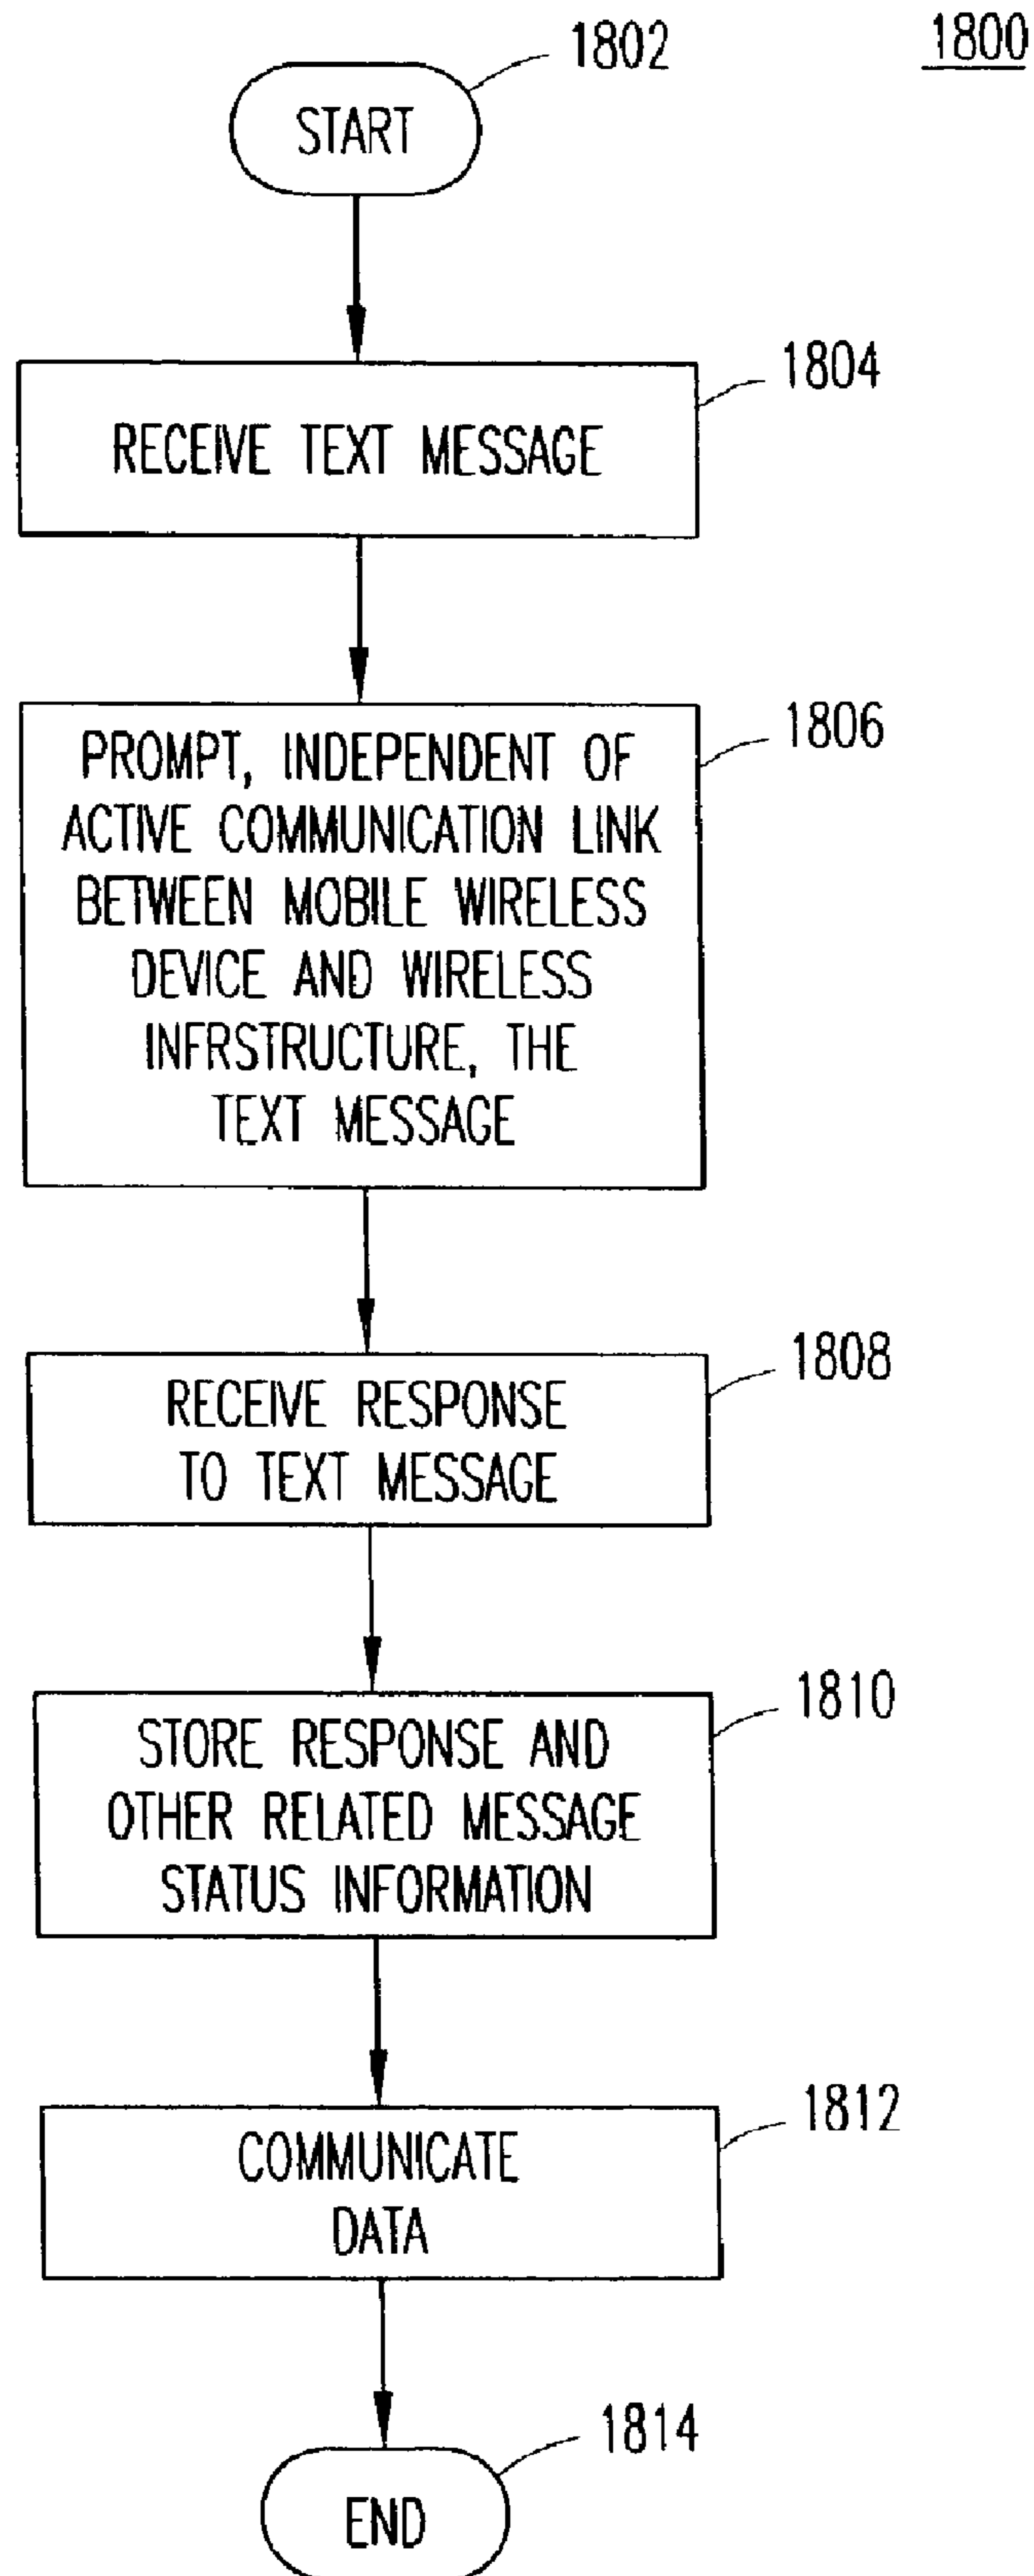 1800
1802
START
1804
RECEIVE TEXT MESSAGE
1806
PROMPT, INDEPENDENT OF
ACTIVE COMMUNICATION LINK
BETWEEN MOBILE WIRELESS
DEVICE AND WIRELESS
INFRSTRUCTURE, THE
TEXT MESSAGE
1808
RECEIVE RESPONSE
TO TEXT MESSAGE
1810
STORE RESPONSE AND
OTHER RELATED MESSAGE
STATUS INFORMATION
1812
COMMUNICATE
DATA
1814
END